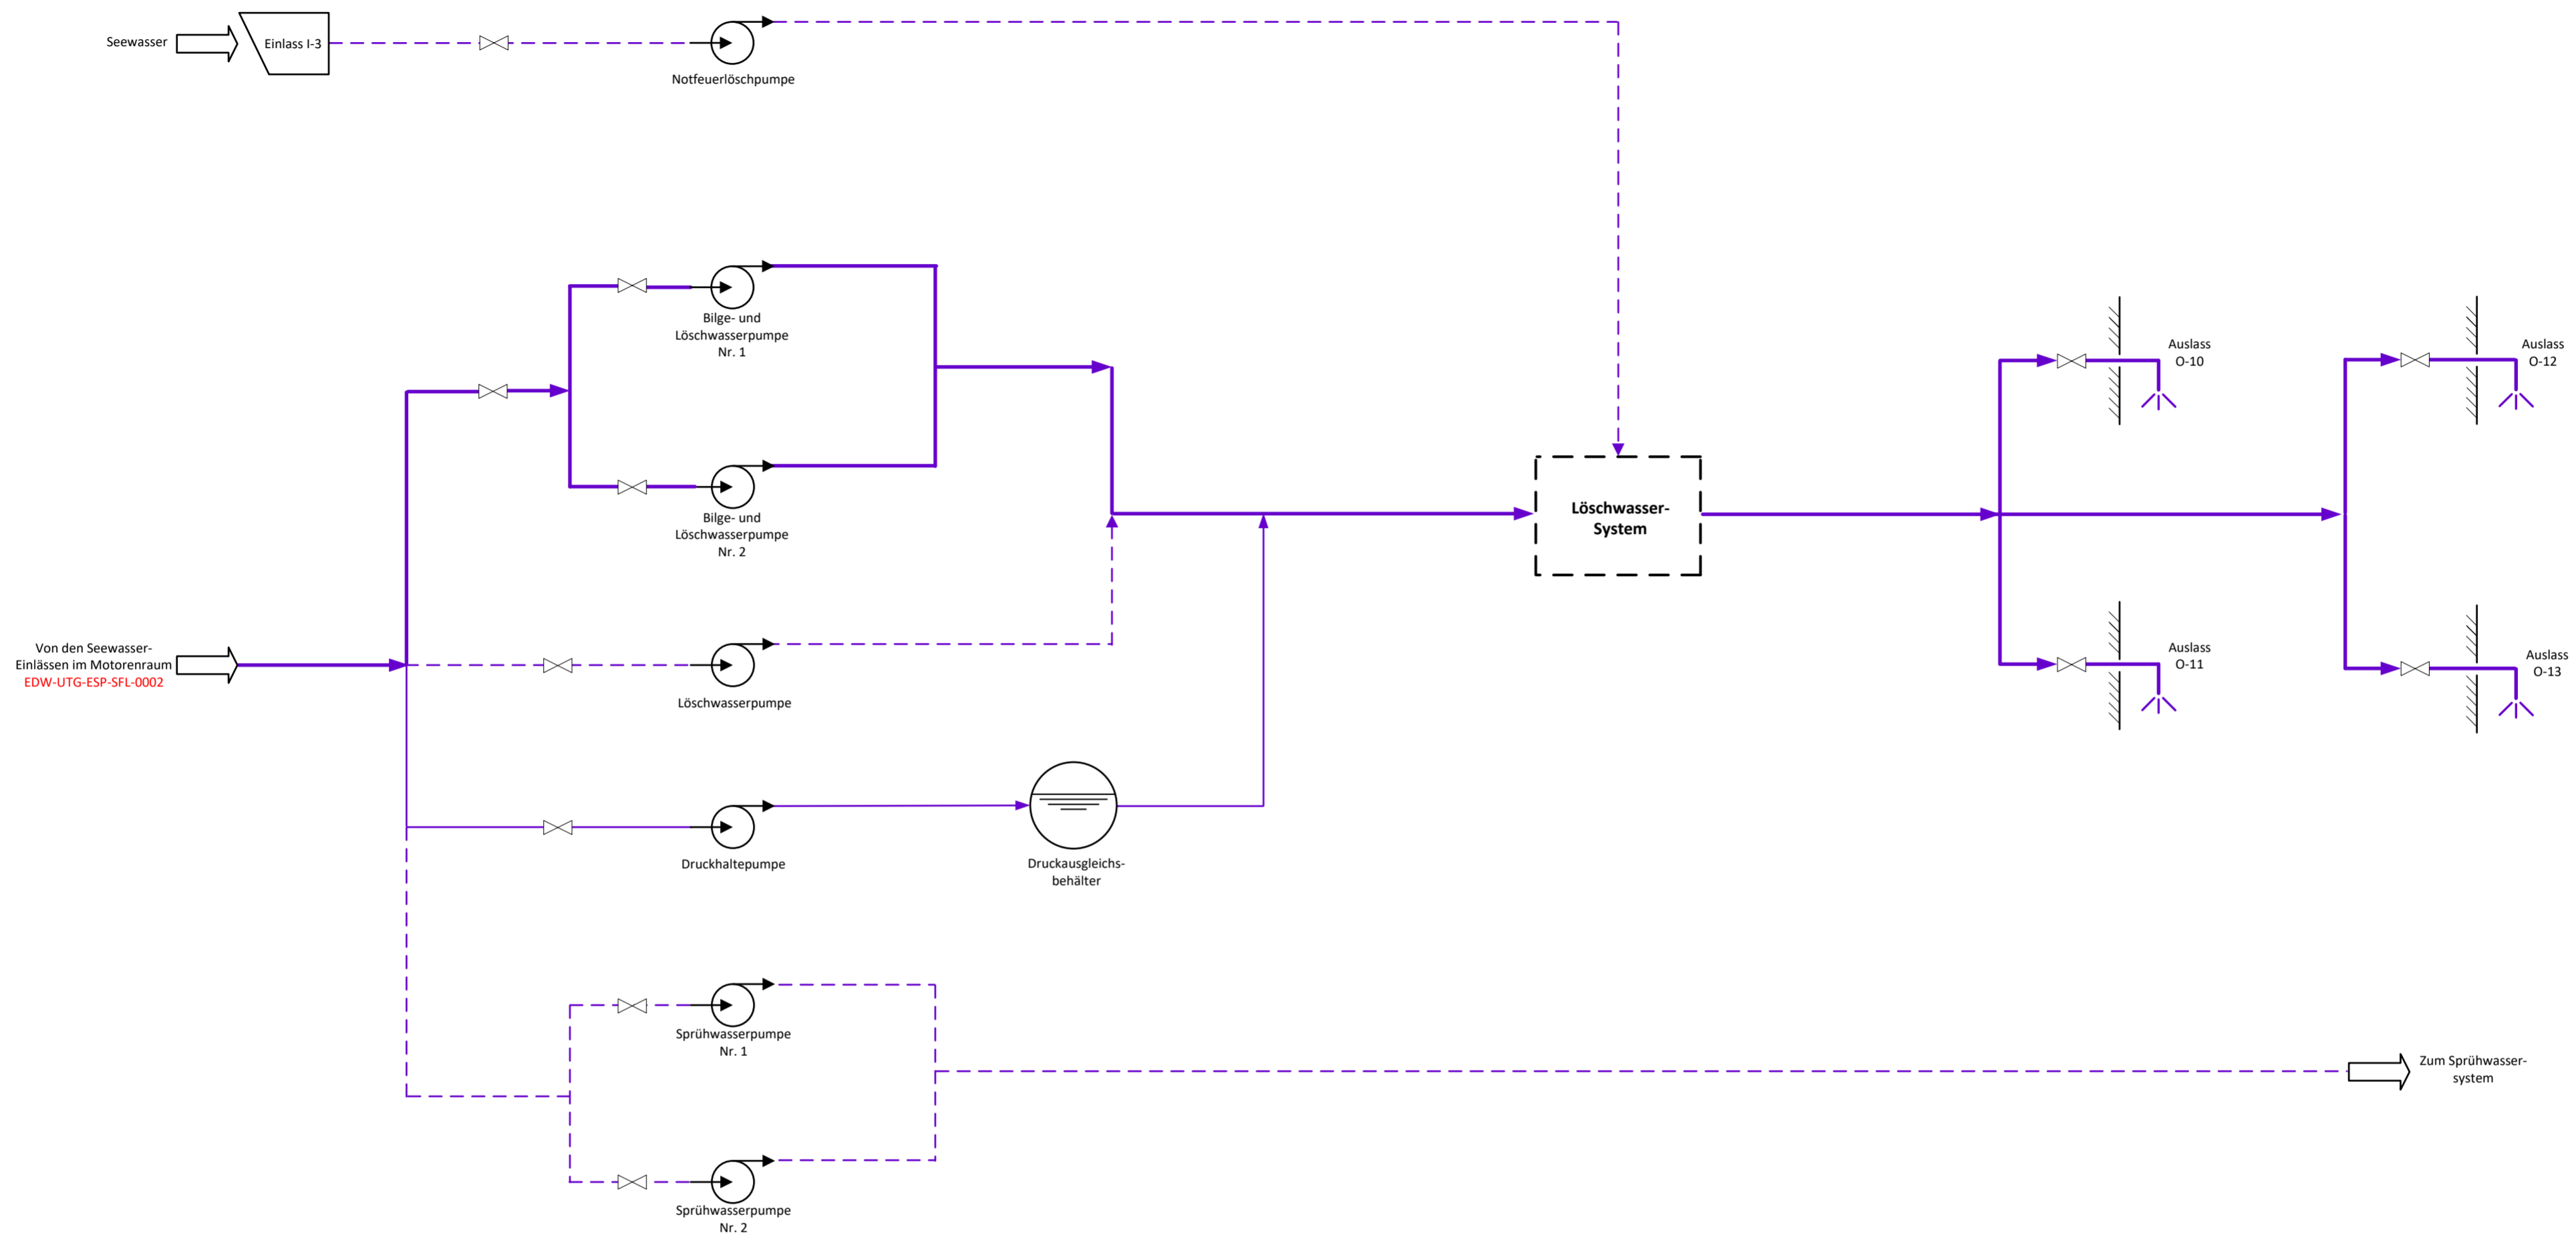 Seewasser
Einlass I-3
Notfeuerlöschpumpe
Bilge- und
Löschwasserpumpe
Nr. 1
Auslass
O-10
Auslass
O-12
Bilge- und
Löschwasserpumpe
Nr. 2
Löschwasser-
System
Von den Seewasser-
Einlässen im Motorenraum
EDW-UTG-ESP-SFL-0002
Löschwasserpumpe
Auslass
O-11
Auslass
O-13
Druckhaltepumpe
Druckausgleichs-
behälter
Sprühwasserpumpe
Nr. 1
Zum Sprühwasser-
system
Sprühwasserpumpe
Nr. 2